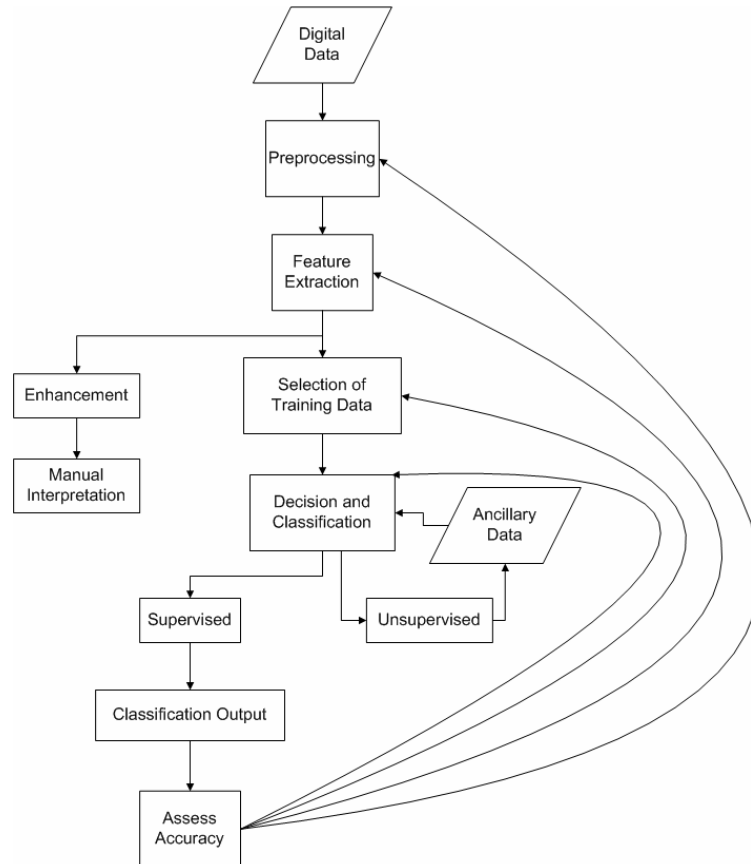 Digital
Data
Preprocessing
Feature
Extraction
Enhancement
Selection of
Training Data
Manual
Interpretation
Decision and
Classification
Ancillary
Data
Supervised
Unsupervised
Classification Output
Assess
Accuracy